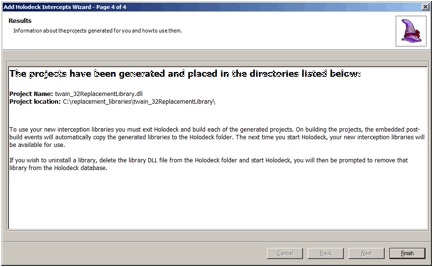 Add Holodeck Intercepts Wizard - Page 4 of 4
Results
Information about the projects generated for you and how to use them.
The projects have been generated and placed in the directories listed below:
Project Name: twain_32ReplacementLibrary.dll
Project location: C:\replacement_libraries\twain_32ReplacementLibrary\
To use your new interception libraries you must exit Holodeck and build each of the generated projects. On building the projects, the embedded post-
build events will automatically copy the generated libraries to the Holodeck folder. The next time you start Holodeck, your new interception libraries will
be available for use.
If you wish to uninstall a library, delete the library DLL file from the Holodeck folder and start Holodeck, you will then be prompted to remove that
library from the Holodeck database.
Cancel
Back
Next
Finish